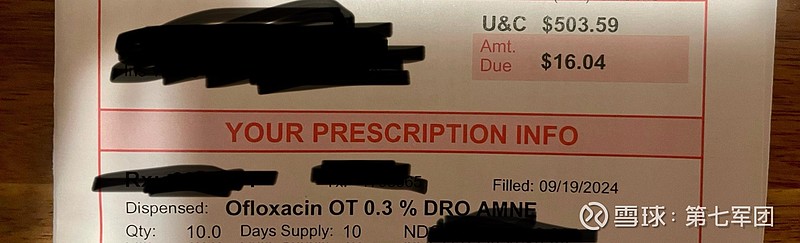 U&C $503.59
Amt.
Due $16.04
YOUR PRESCRIPTION INFO
Filled: 09/19/2024
Dispensed: Ofloxacin OT 0.3 % DRO AMNE
Qty: 10.0 Days Supply: 10 ND
雪球：第七军团